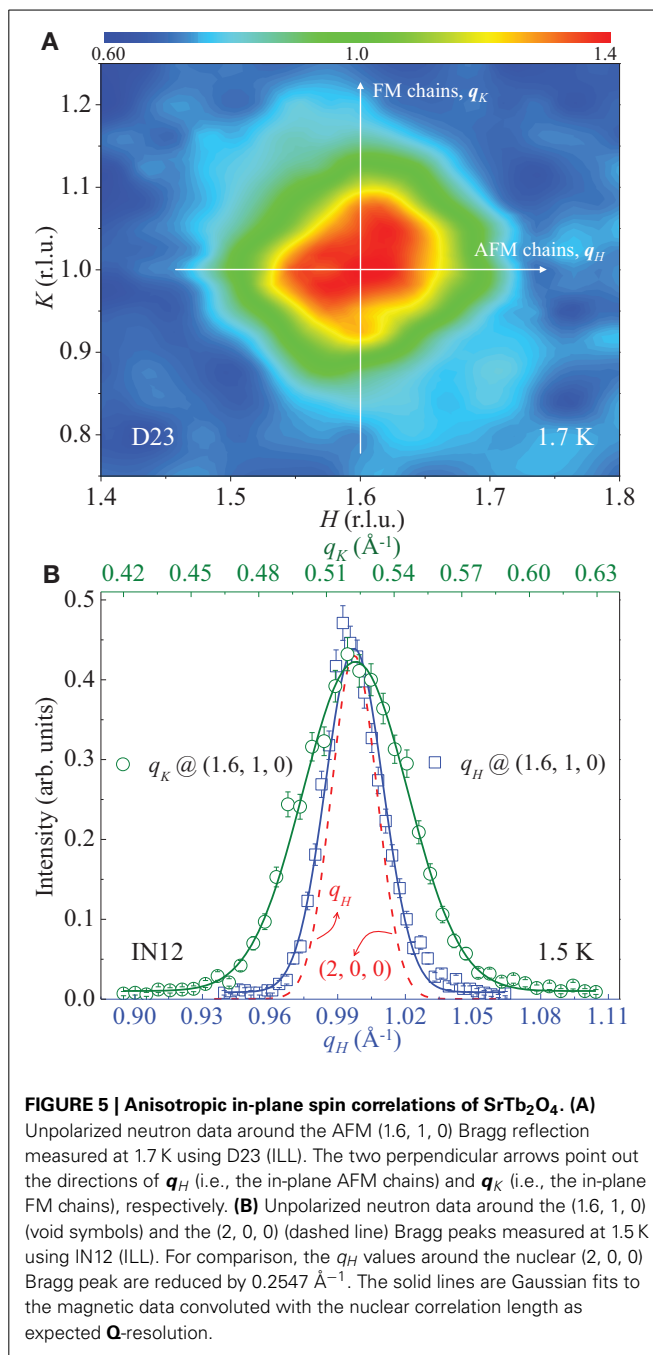 A
0.60 1.0 1.4
FM chains, qK
AFM chains, qH
K (r.l.u.)
1.2
1.1
1.0
0.9
0.8
D23 1.7 K
1.4 1.5 1.6 1.7 1.8
H (r.l.u.)
qK (Å-1)
B
0.42 0.45 0.48 0.51 0.54 0.57 0.60 0.63
Intensity (arb. units)
0.5
0.4
0.3
0.2
0.1
0.0
qK @ (1.6, 1, 0) qH @ (1.6, 1, 0)
qH
(2, 0, 0)
IN12 1.5 K
0.90 0.93 0.96 0.99 1.02 1.05 1.08 1.11
qH (Å-1)
FIGURE 5 | Anisotropic in-plane spin correlations of SrTb2O4. (A)
Unpolarized neutron data around the AFM (1.6, 1, 0) Bragg reflection
measured at 1.7 K using D23 (ILL). The two perpendicular arrows point out
the directions of qH (i.e., the in-plane AFM chains) and qK (i.e., the in-plane
FM chains), respectively. (B) Unpolarized neutron data around the (1.6, 1, 0)
(void symbols) and the (2, 0, 0) (dashed line) Bragg peaks measured at 1.5 K
using IN12 (ILL). For comparison, the qH values around the nuclear (2, 0, 0)
Bragg peak are reduced by 0.2547 Å−1. The solid lines are Gaussian fits to
the magnetic data convoluted with the nuclear correlation length as
expected Q-resolution.